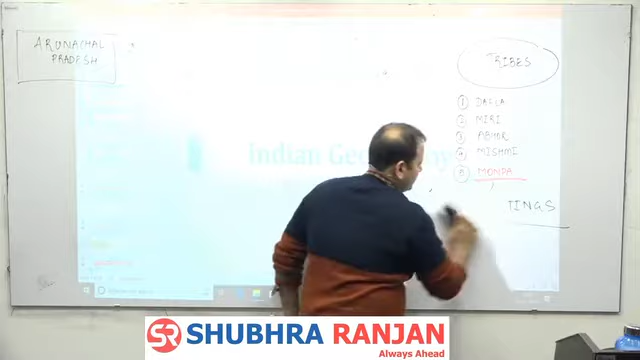 ARUNACHAL
PRADESH
TRIBES
1 DAFLA
2 MIRI
3 ABHOR
4 MISHMI
5 MONPA
TINGS
Indian Geography
SR SHUBHRA RANJAN
Always Ahead